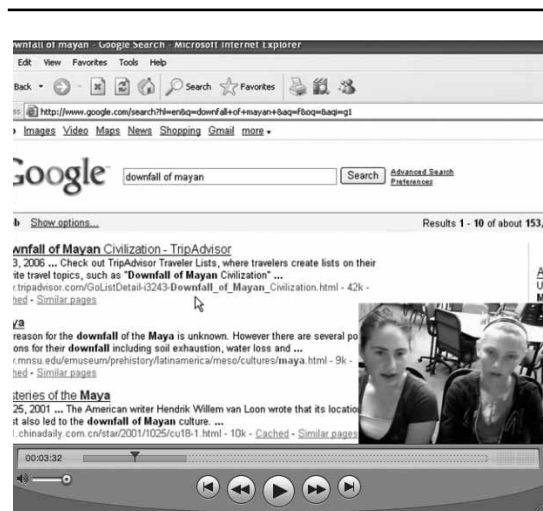 wnfall of mayan - Google Search - Microsoft Internet Explorer
Edit View Favorites Tools Help
Back Search Favorites
ss http://www.google.com/search?hl=en&q=downfall+of+mayan+&aq=f&oq=&aqi=g1
Images Video Maps News Shopping Gmail more
Google downfall of mayan Search Advanced Search
Preferences
b Show options... Results 1 - 10 of about 153,
wnfall of Mayan Civilization - TripAdvisor
3, 2006 ... Check out TripAdvisor Traveler Lists, where travelers create lists on their
ite travel topics, such as "Downfall of Mayan Civilization" ...
.tripadvisor.com/GoListDetail-i3243-Downfall_of_Mayan_Civilization.html - 42k -
hed - Similar pages
ya
reason for the downfall of the Maya is unknown. However there are several po
ons for their downfall including soil exhaustion, water loss and ...
.mnsu.edu/emuseum/prehistory/latinamerica/meso/cultures/maya.html - 9k -
hed - Similar pages
steries of the Maya
25, 2001 ... The American writer Hendrik Willem van Loon wrote that its locatio
st also led to the downfall of Mayan culture. ...
.chinadaily.com.cn/star/2001/1025/cu18-1.html - 10k - Cached - Similar pages
00:03:32